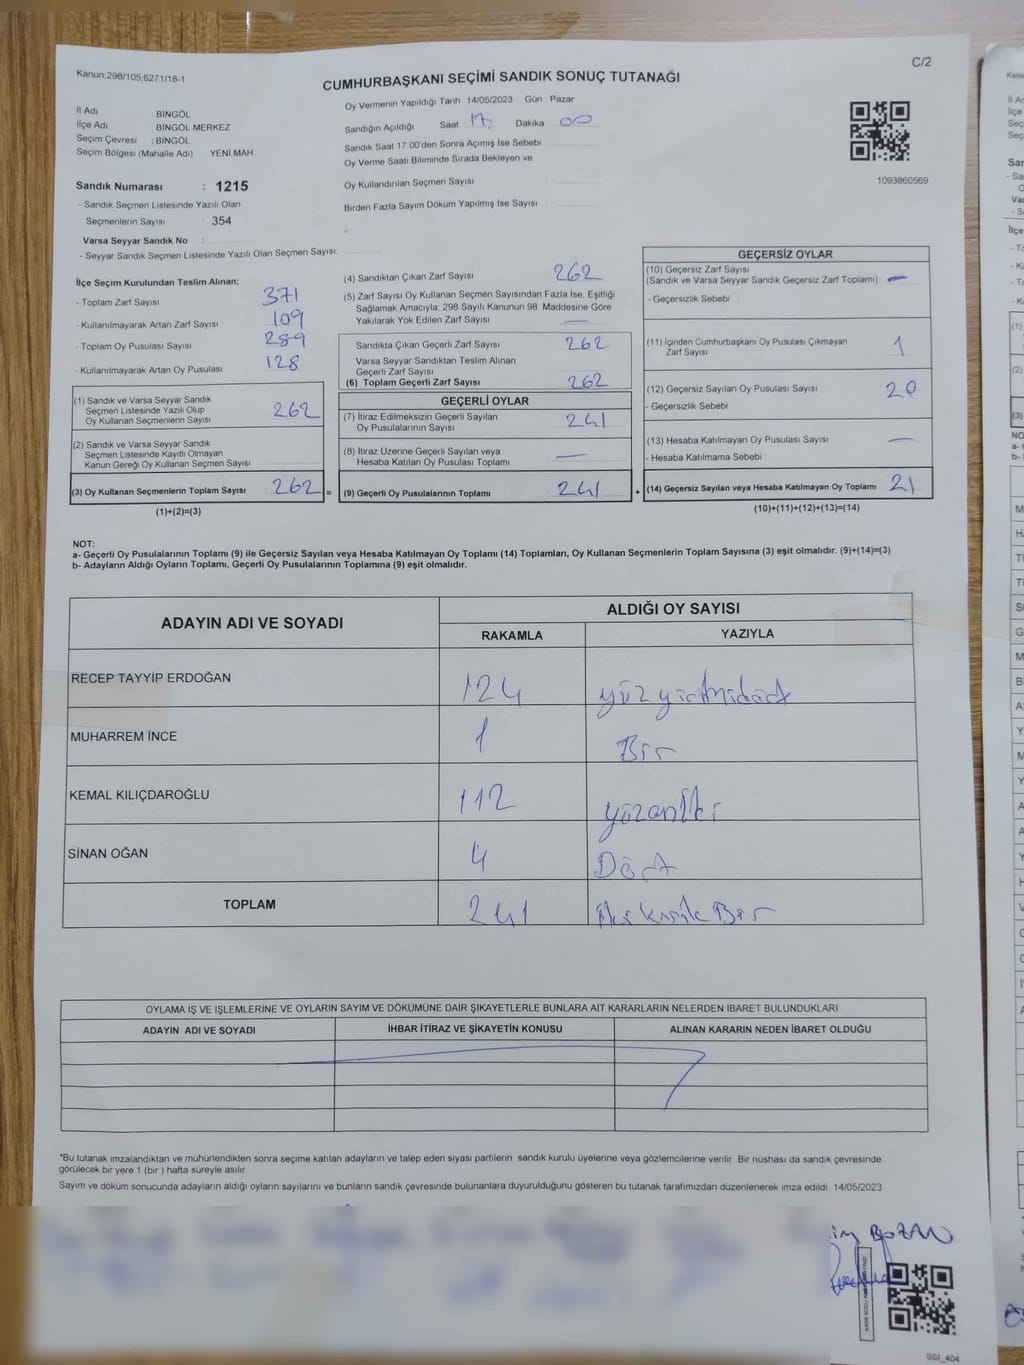 Kanun:298/105;6271/18-1
C/2
CUMHURBAŞKANI SEÇİMİ SANDIK SONUÇ TUTANAĞI
İl Adı BİNGÖL
İlçe Adı BİNGÖL MERKEZ
Seçim Çevresi : BİNGÖL
Seçim Bölgesi (Mahalle Adı) YENİ MAH
Oy Vermenin Yapıldığı Tarih 14/05/2023 Gün : Pazar
Sandığın Açıldığı Saat 17 Dakika 00
Sandık Saat 17:00'den Sonra Açımış İse Sebebi
Oy Verme Saati Bitiminde Sırada Bekleyen ve
Oy Kullandırılan Seçmen Sayısı
Birden Fazla Sayım Döküm Yapılmış İse Sayısı
1093860569
Sandık Numarası : 1215
- Sandık Seçmen Listesinde Yazılı Olan
Seçmenlerin Sayısı : 354
Varsa Seyyar Sandık No :
- Seyyar Sandık Seçmen Listesinde Yazılı Olan Seçmen Sayısı:
İlçe Seçim Kurulundan Teslim Alınan;
- Toplam Zarf Sayısı 371
- Kullanılmayarak Artan Zarf Sayısı 109
- Toplam Oy Pusulası Sayısı 289
- Kullanılmayarak Artan Oy Pusulası 128
(1) Sandık ve Varsa Seyyar Sandık
Seçmen Listesinde Yazılı Olup
Oy Kullanan Seçmenlerin Sayısı 262
(2) Sandık ve Varsa Seyyar Sandık
Seçmen Listesinde Kayıtlı Olmayan
Kanun Gereği Oy Kullanan Seçmen Sayısı
(3) Oy Kullanan Seçmenlerin Toplam Sayısı 262 =
(1)+(2)=(3)
(4) Sandıktan Çıkan Zarf Sayısı 262
(5) Zarf Sayısı Oy Kullanan Seçmen Sayısından Fazla İse, Eşitliği
Sağlamak Amacıyla, 298 Sayılı Kanunun 98. Maddesine Göre
Yakılarak Yok Edilen Zarf Sayısı —
Sandıkta Çıkan Geçerli Zarf Sayısı 262
Varsa Seyyar Sandıktan Teslim Alınan
Geçerli Zarf Sayısı
(6) Toplam Geçerli Zarf Sayısı 262
GEÇERLİ OYLAR
(7) İtiraz Edilmeksizin Geçerli Sayılan
Oy Pusulalarının Sayısı 241
(8) İtiraz Üzerine Geçerli Sayılan veya
Hesaba Katılan Oy Pusulası Toplamı —
(9) Geçerli Oy Pusulalarının Toplamı 241 +
GEÇERSİZ OYLAR
(10) Geçersiz Zarf Sayısı
(Sandık ve Varsa Seyyar Sandık Geçersiz Zarf Toplamı) —
- Geçersizlik Sebebi
(11) İçinden Cumhurbaşkanı Oy Pusulası Çıkmayan
Zarf Sayısı 1
(12) Geçersiz Sayılan Oy Pusulası Sayısı 20
- Geçersizlik Sebebi
(13) Hesaba Katılmayan Oy Pusulası Sayısı —
- Hesaba Katılmama Sebebi
(14) Geçersiz Sayılan veya Hesaba Katılmayan Oy Toplamı 21
(10)+(11)+(12)+(13)=(14)
NOT:
a- Geçerli Oy Pusulalarının Toplamı (9) ile Geçersiz Sayılan veya Hesaba Katılmayan Oy Toplamı (14) Toplamları, Oy Kullanan Seçmenlerin Toplam Sayısına (3) eşit olmalıdır. (9)+(14)=(3)
b- Adayların Aldığı Oyların Toplamı, Geçerli Oy Pusulalarının Toplamına (9) eşit olmalıdır.
ADAYIN ADI VE SOYADI
ALDIĞI OY SAYISI
RAKAMLA YAZIYLA
RECEP TAYYİP ERDOĞAN 124 yüz yirmidört
MUHARREM İNCE 1 Bir
KEMAL KILIÇDAROĞLU 112 yüzoniki
SİNAN OĞAN 4 Dört
TOPLAM 241
OYLAMA İŞ VE İŞLEMLERİNE VE OYLARIN SAYIM VE DÖKÜMÜNE DAİR ŞİKAYETLERLE BUNLARA AİT KARARLARIN NELERDEN İBARET BULUNDUKLARI
ADAYIN ADI VE SOYADI İHBAR İTİRAZ VE ŞİKAYETİN KONUSU ALINAN KARARIN NEDEN İBARET OLDUĞU
"Bu tutanak imzalandıktan ve mühürlendikten sonra seçime katılan adayların ve talep eden siyasi partilerin sandık kurulu üyelerine veya gözlemcilerine verilir. Bir nüshası da sandık çevresinde
görülecek bir yere 1 (bir) hafta süreyle asılır.
Sayım ve döküm sonucunda adayların aldığı oyların sayılarını ve bunların sandık çevresinde bulunanlara duyurulduğunu gösteren bu tutanak tarafımızdan düzenlenerek imza edildi. 14/05/2023
BOZAN
SSI_404